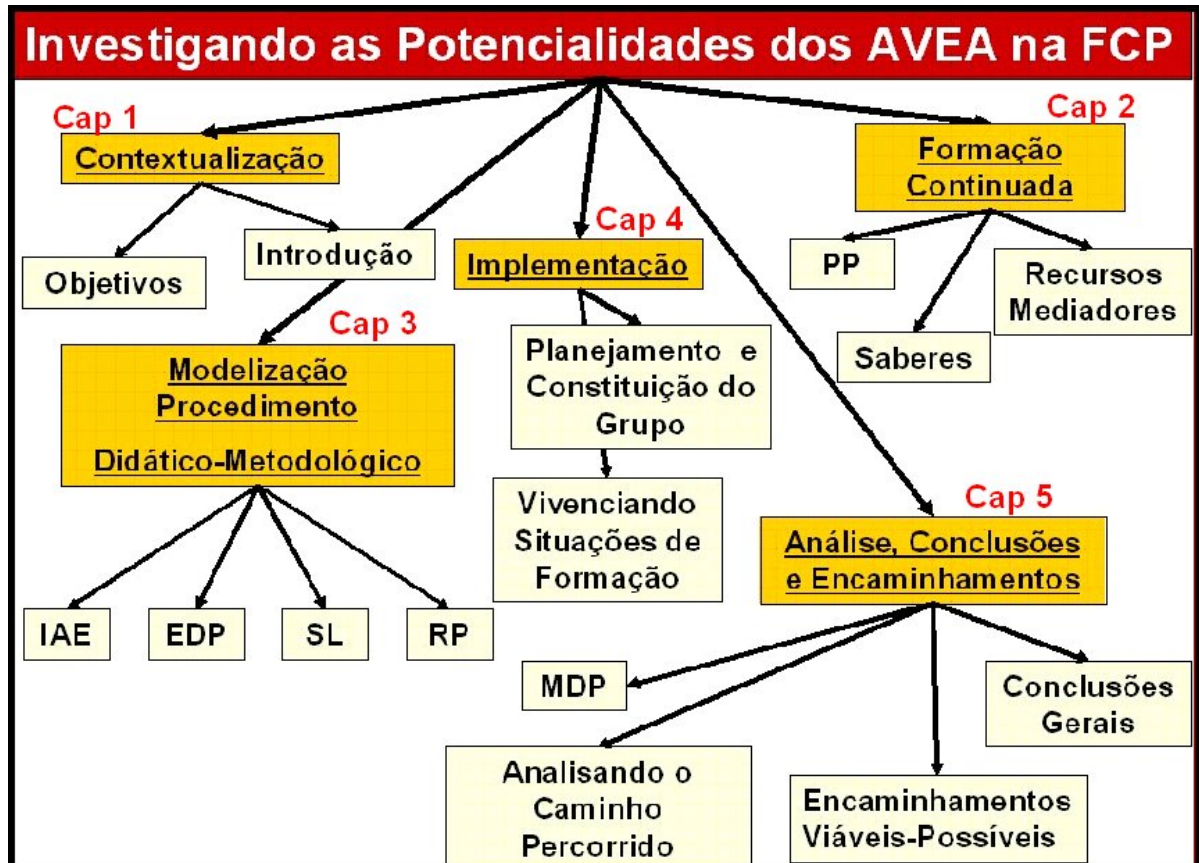 Investigando as Potencialidades dos AVEA na FCP
Cap 1
Contextualização
Objetivos
Introdução
Cap 2
Formação
Continuada
PP
Saberes
Recursos
Mediadores
Cap 3
Modelização
Procedimento
Didático-Metodológico
IAE
EDP
SL
RP
Cap 4
Implementação
Planejamento e
Constituição do
Grupo
Vivenciando
Situações de
Formação
Cap 5
Análise, Conclusões
e Encaminhamentos
MDP
Analisando o
Caminho
Percorrido
Encaminhamentos
Viáveis-Possíveis
Conclusões
Gerais